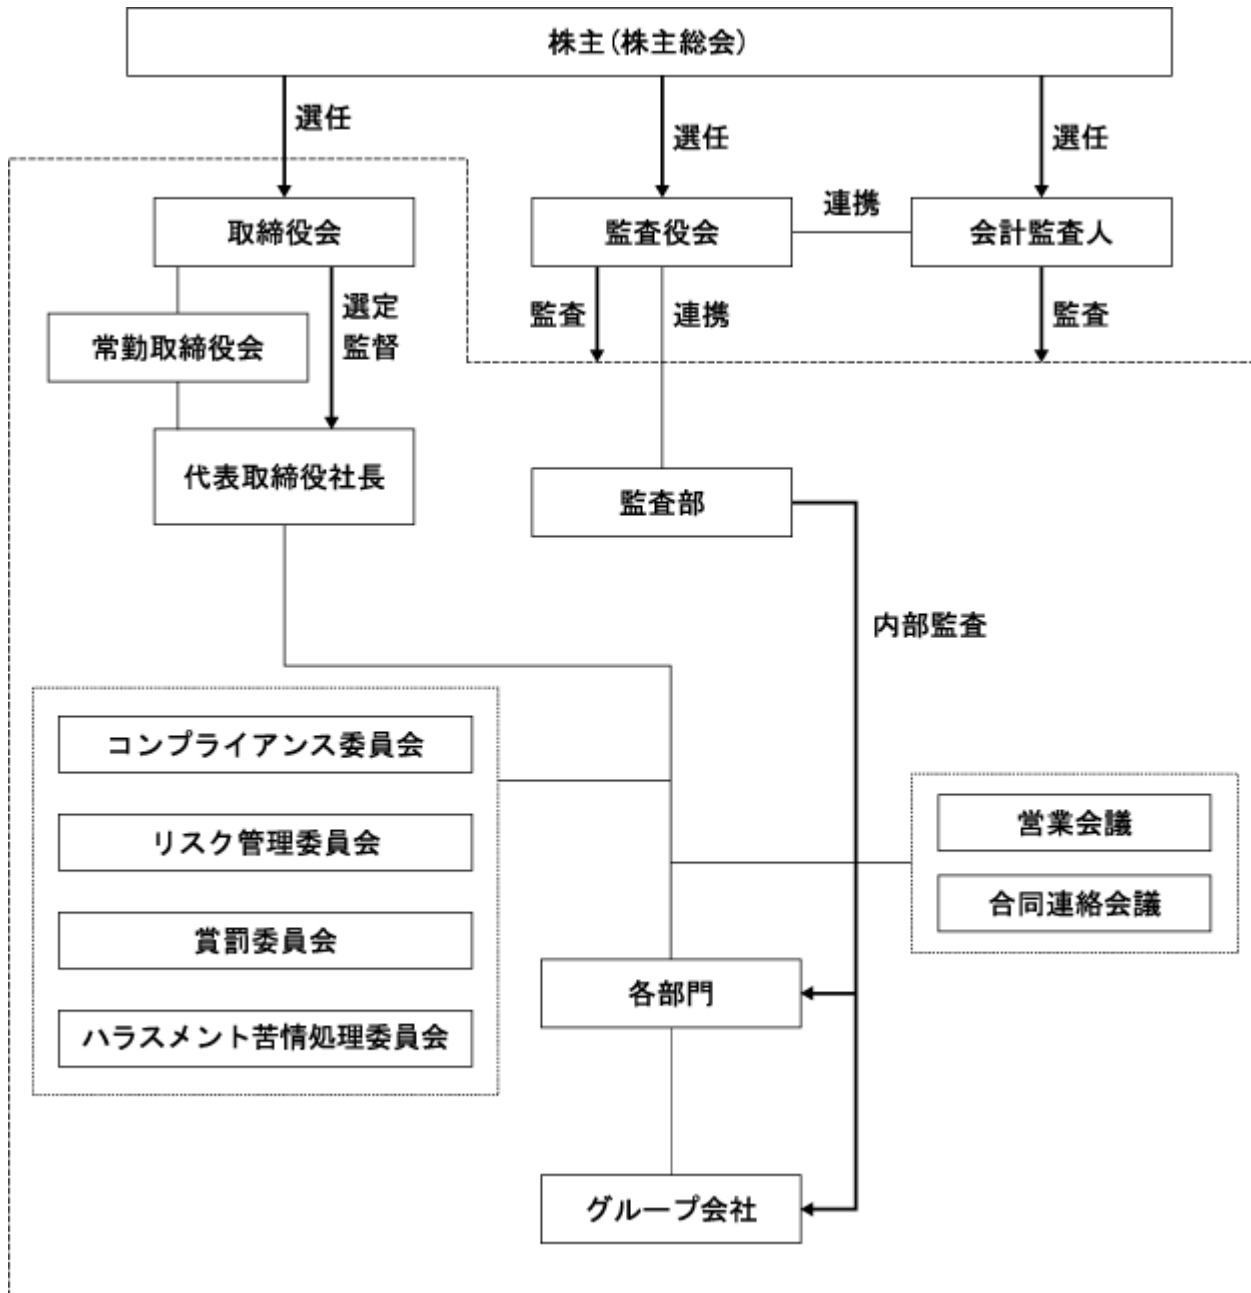 株主(株主総会)
選任
選任
選任
取締役会
監査役会
連携
会計監査人
選定
監督
監査
連携
監査
常勤取締役会
代表取締役社長
監査部
内部監査
コンプライアンス委員会
リスク管理委員会
賞罰委員会
ハラスメント苦情処理委員会
営業会議
合同連絡会議
各部門
グループ会社